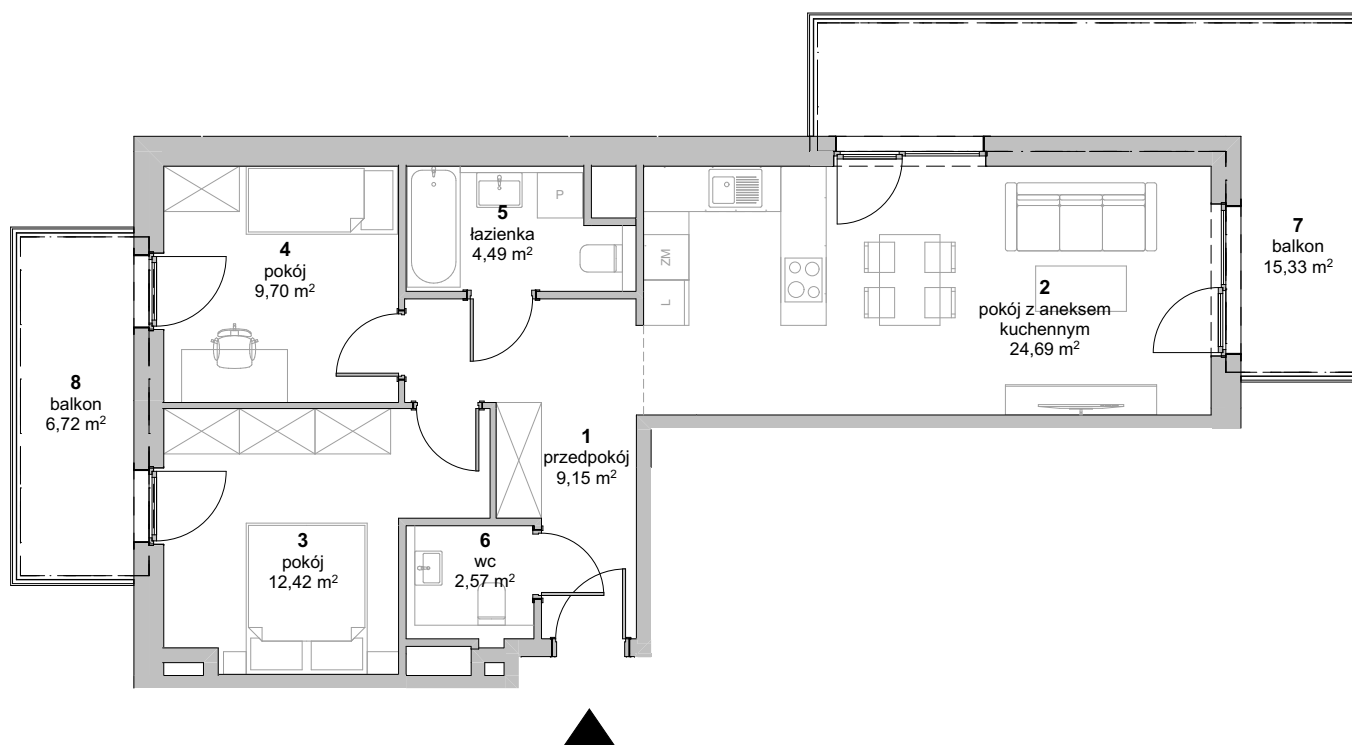 7
balkon
15,33 m²
5
łazienka
4,49 m²
P
4
pokój
9,70 m²
ZM
L
2
pokój z aneksem
kuchennym
24,69 m²
8
balkon
6,72 m²
1
przedpokój
9,15 m²
3
pokój
12,42 m²
6
wc
2,57 m²